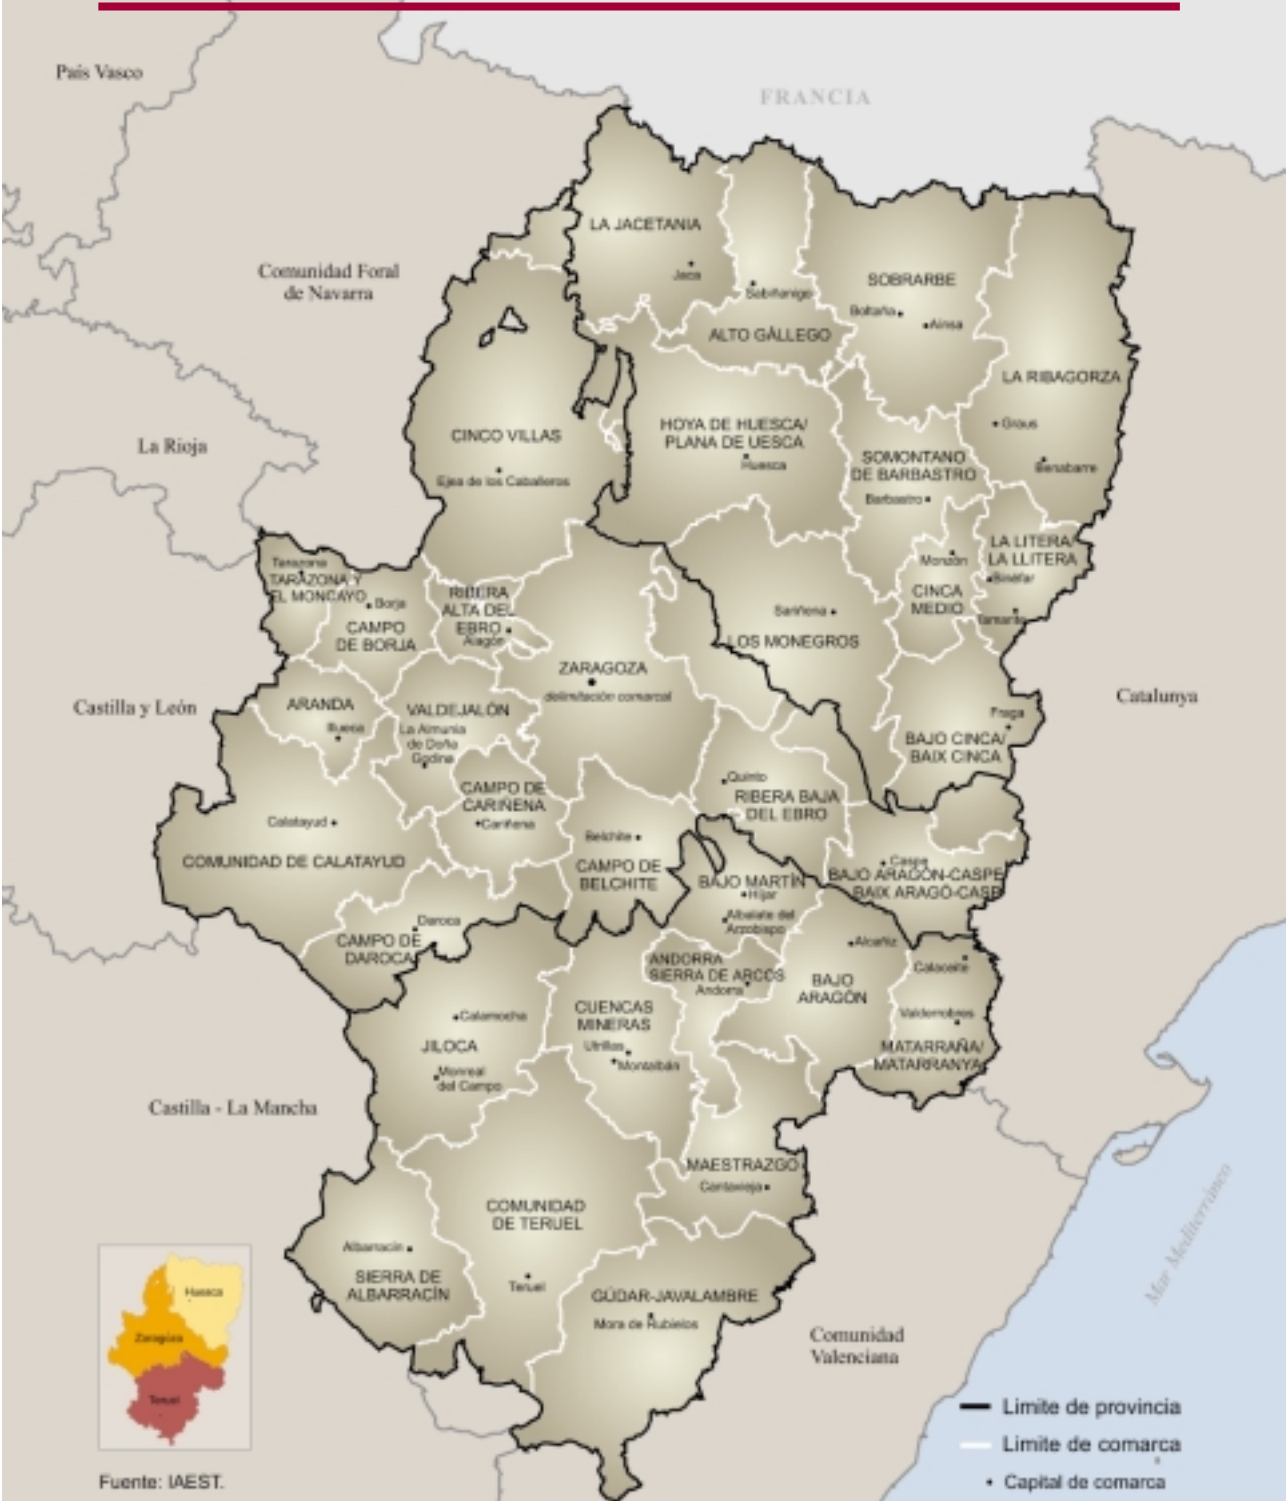 FRANCIA
País Vasco
Comunidad Foral
de Navarra
La Rioja
Castilla y León
Castilla - La Mancha
Catalunya
Comunidad
Valenciana
Mar Mediterráneo
LA JACETANIA
Jaca
Sabiñánigo
ALTO GÁLLEGO
SOBRARBE
Boltaña
Ainsa
LA RIBAGORZA
Graus
Benabarre
CINCO VILLAS
Ejea de los Caballeros
HOYA DE HUESCA/
PLANA DE UESCA
Huesca
SOMONTANO
DE BARBASTRO
Barbastro
LA LITERA/
LA LLITERA
Binéfar
Tamarite
Monzón
CINCA
MEDIO
Tarazona
TARAZONA Y
EL MONCAYO
Borja
CAMPO
DE BORJA
RIBERA
ALTA DEL
EBRO
Alagón
Sariñena
LOS MONEGROS
ZARAGOZA
delimitación comarcal
ARANDA
Illueca
VALDEJALÓN
La Almunia
de Doña
Godina
Fraga
BAJO CINCA/
BAIX CINCA
CAMPO DE
CARIÑENA
Cariñena
Quinto
RIBERA BAJA
DEL EBRO
Calatayud
COMUNIDAD DE CALATAYUD
Belchite
CAMPO DE
BELCHITE
Caspe
BAJO ARAGÓN-CASPE
BAIX ARAGÓ-CASP
BAJO MARTÍN
Híjar
Albalate del
Arzobispo
Daroca
CAMPO DE
DAROCA
Alcañiz
BAJO
ARAGÓN
ANDORRA
SIERRA DE ARCOS
Andorra
Calaceite
Valderrobres
MATARRAÑA/
MATARRANYA
CUENCAS
MINERAS
Utrillas
Montalbán
Calamocha
JILOCA
Monreal
del Campo
MAESTRAZGO
Cantavieja
COMUNIDAD
DE TERUEL
Teruel
Albarracín
SIERRA DE
ALBARRACÍN
GÚDAR-JAVALAMBRE
Mora de Rubielos
Huesca
Zaragoza
Teruel
Fuente: IAEST.
Limite de provincia
Limite de comarca
Capital de comarca